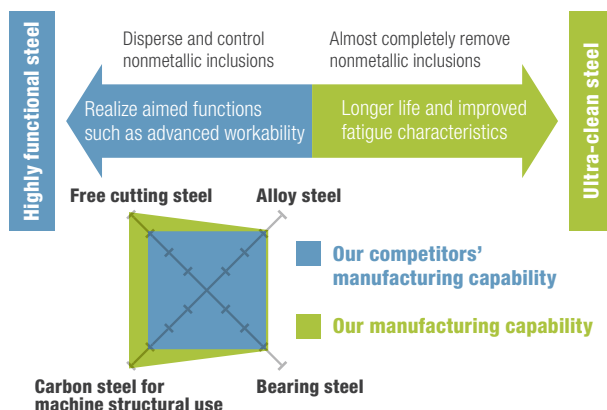 Highly functional steel
Disperse and control
nonmetallic inclusions
Almost completely remove
nonmetallic inclusions
Realize aimed functions
such as advanced workability
Longer life and improved
fatigue characteristics
Ultra-clean steel
Free cutting steel
Alloy steel
Our competitors'
manufacturing capability
Our manufacturing capability
Carbon steel for
machine structural use
Bearing steel